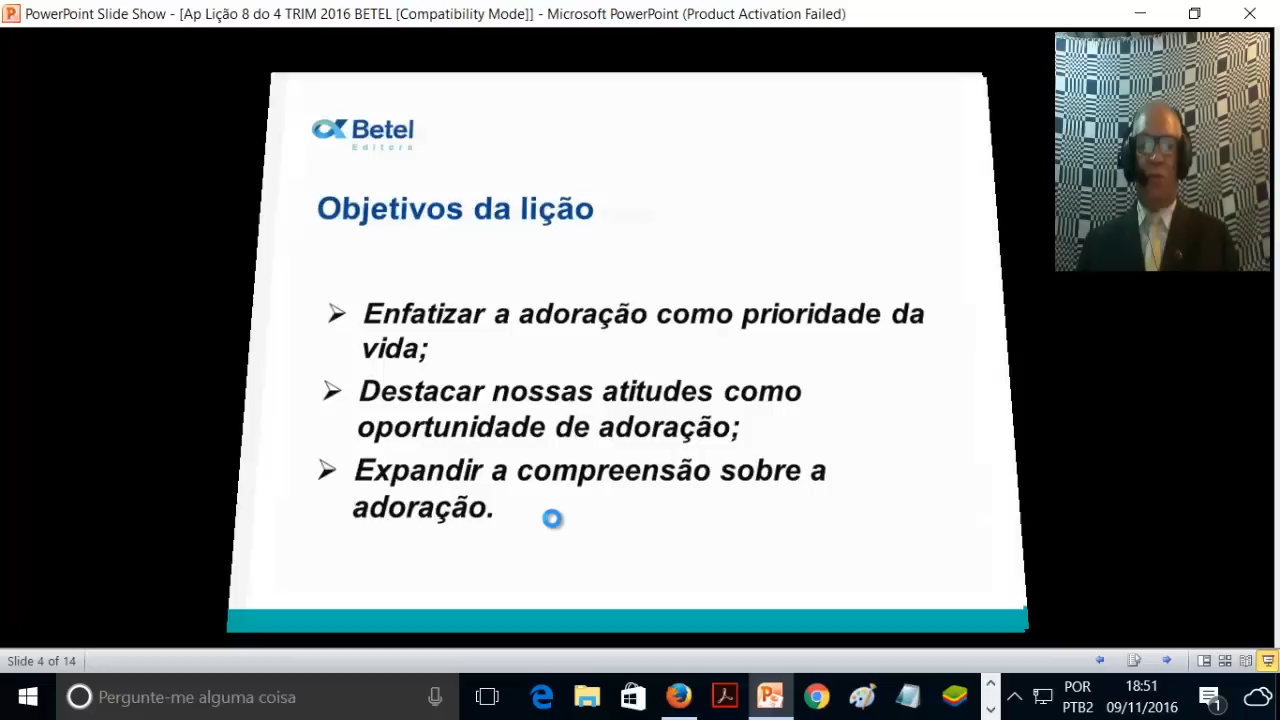 PowerPoint Slide Show - [Ap Lição 8 do 4 TRIM 2016 BETEL [Compatibility Mode]] - Microsoft PowerPoint (Product Activation Failed)
Betel
Editora
Objetivos da lição
Enfatizar a adoração como prioridade da
vida;
Destacar nossas atitudes como
oportunidade de adoração;
Expandir a compreensão sobre a
adoração.
Slide 4 of 14
Pergunte-me alguma coisa
POR
PTB2
18:51
09/11/2016
1